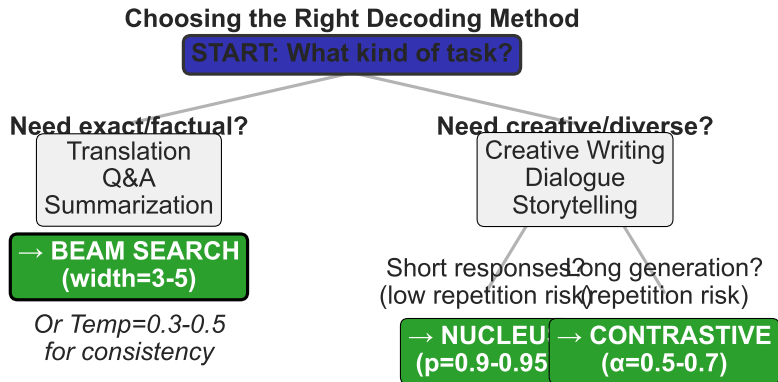 Choosing the Right Decoding Method
START: What kind of task?
Need exact/factual?
Translation
Q&A
Summarization
→ BEAM SEARCH
(width=3-5)
Or Temp=0.3-0.5
for consistency
Need creative/diverse?
Creative Writing
Dialogue
Storytelling
Short responses?
(low repetition risk)
→ NUCLEUS
(p=0.9-0.95
Long generation?
(repetition risk)
→ CONTRASTIVE
(α=0.5-0.7)